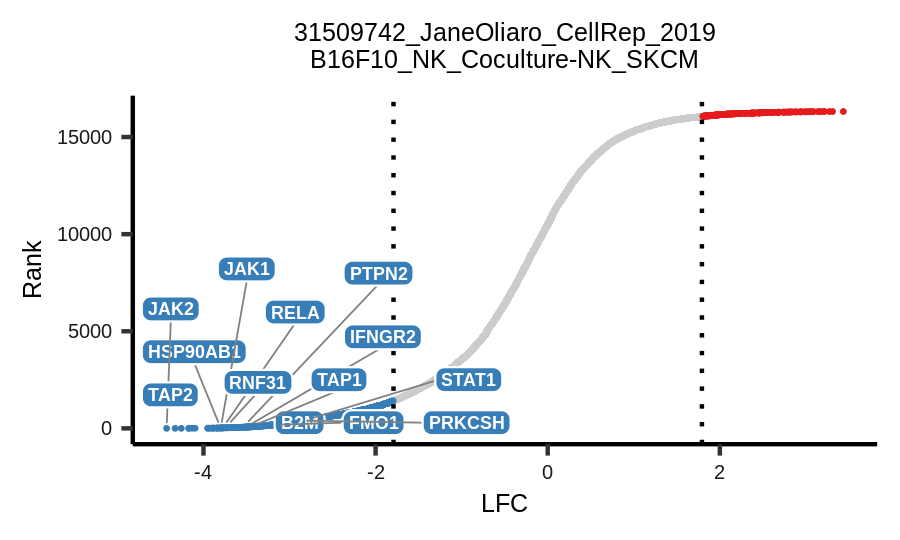 31509742_JaneOliaro_CellRep_2019
B16F10_NK_Coculture-NK_SKCM
Rank
15000
10000
5000
0
JAK1
PTPN2
JAK2
RELA
IFNGR2
HSP90AB1
RNF31
TAP1
STAT1
TAP2
B2M
FMO1
PRKCSH
-4
-2
0
2
LFC